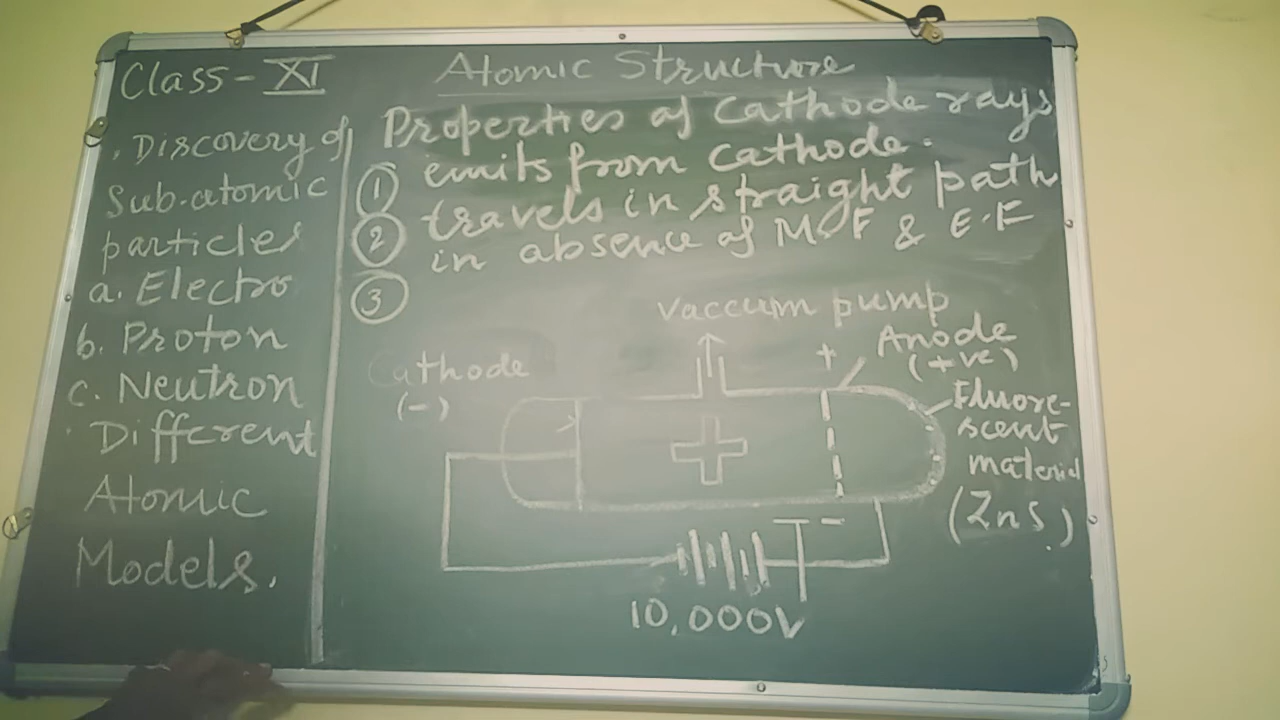 Class-XI
Atomic Structure
. Discovery of
Sub.atomic
particles
a. Electro
b. Proton
c. Neutron
Different
Atomic
Models.
Properties of Cathode rays
1 emits from cathode.
2 travels in straight path
in absence of M.F & E.F
3
vaccum pump
Cathode
(-)
+
Anode
(+ve)
Fluore-
scent
material
(ZnS.)
-
10,000V